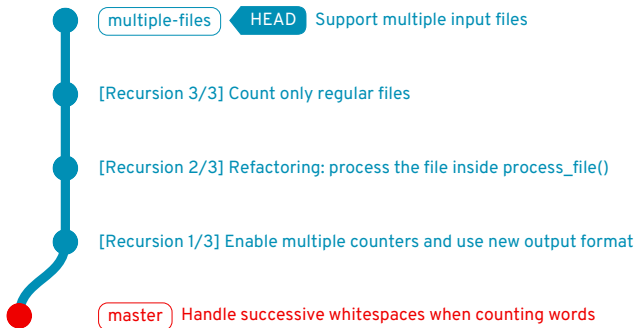 multiple-files HEAD Support multiple input files
[Recursion 3/3] Count only regular files
[Recursion 2/3] Refactoring: process the file inside process_file()
[Recursion 1/3] Enable multiple counters and use new output format
master Handle successive whitespaces when counting words